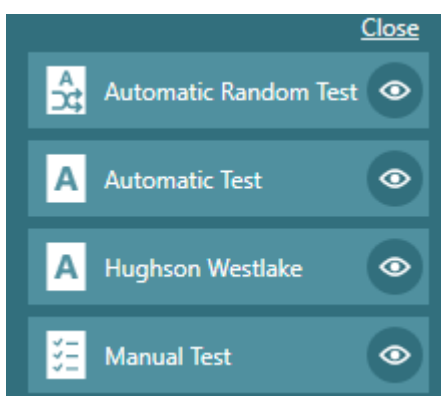 Close
A Automatic Random Test
A Automatic Test
A Hughson Westlake
Manual Test